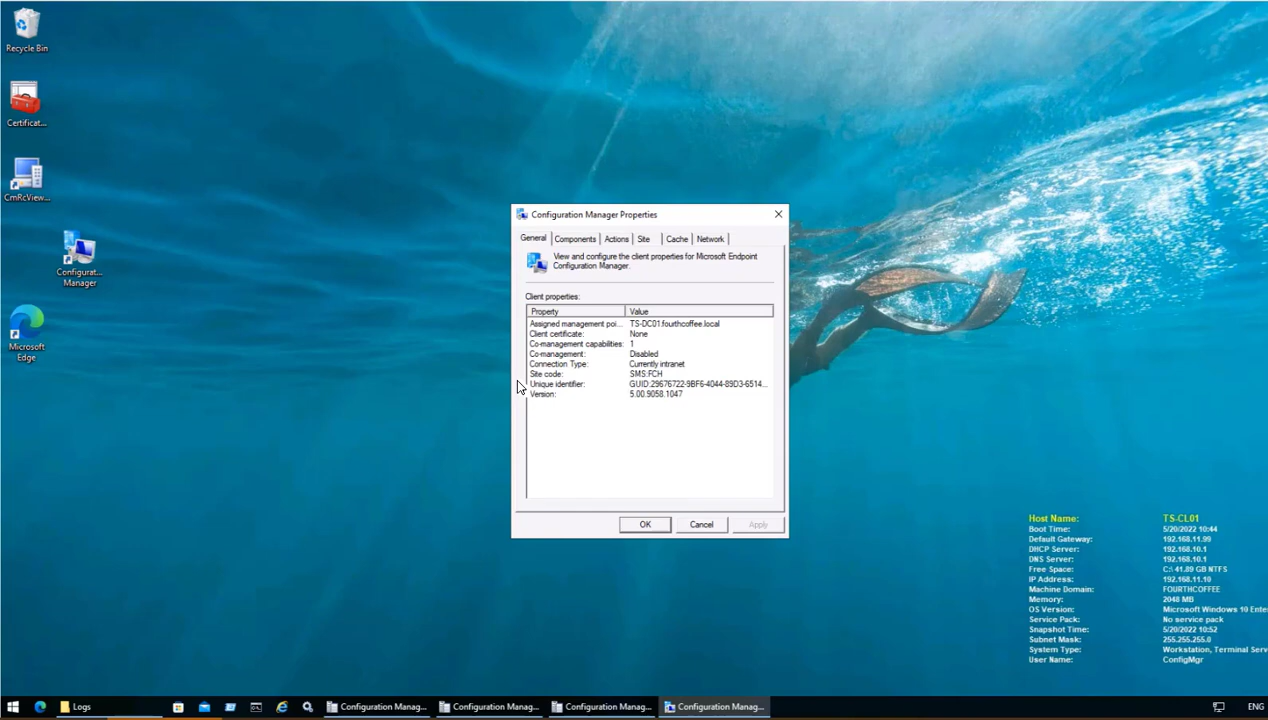 Recycle Bin
Certificat...
CmRcView...
Configurat...
Manager
Microsoft
Edge
Configuration Manager Properties
General
Components
Actions
Site
Cache
Network
View and configure the client properties for Microsoft Endpoint
Configuration Manager.
Client properties:
Property Value
Assigned management poi... TS-DC01.fourthcoffee.local
Client certificate: None
Co-management capabilities: 1
Co-management: Disabled
Connection Type: Currently intranet
Site code: SMS:FCH
Unique identifier: GUID:29676722-9BF6-4044-89D3-6514...
Version: 5.00.9058.1047
OK
Cancel
Apply
Host Name: TS-CL01
Boot Time: 5/20/2022 10:44
Default Gateway: 192.168.11.99
DHCP Server: 192.168.10.1
DNS Server: 192.168.10.1
Free Space: C:\ 41.89 GB NTFS
IP Address: 192.168.11.10
Machine Domain: FOURTHCOFFEE
Memory: 2048 MB
OS Version: Microsoft Windows 10 Ente
Service Pack: No service pack
Snapshot Time: 5/20/2022 10:52
Subnet Mask: 255.255.255.0
System Type: Workstation, Terminal Serv
User Name: ConfigMgr
Logs
Configuration Manag...
Configuration Manag...
Configuration Manag...
Configuration Manag...
ENG